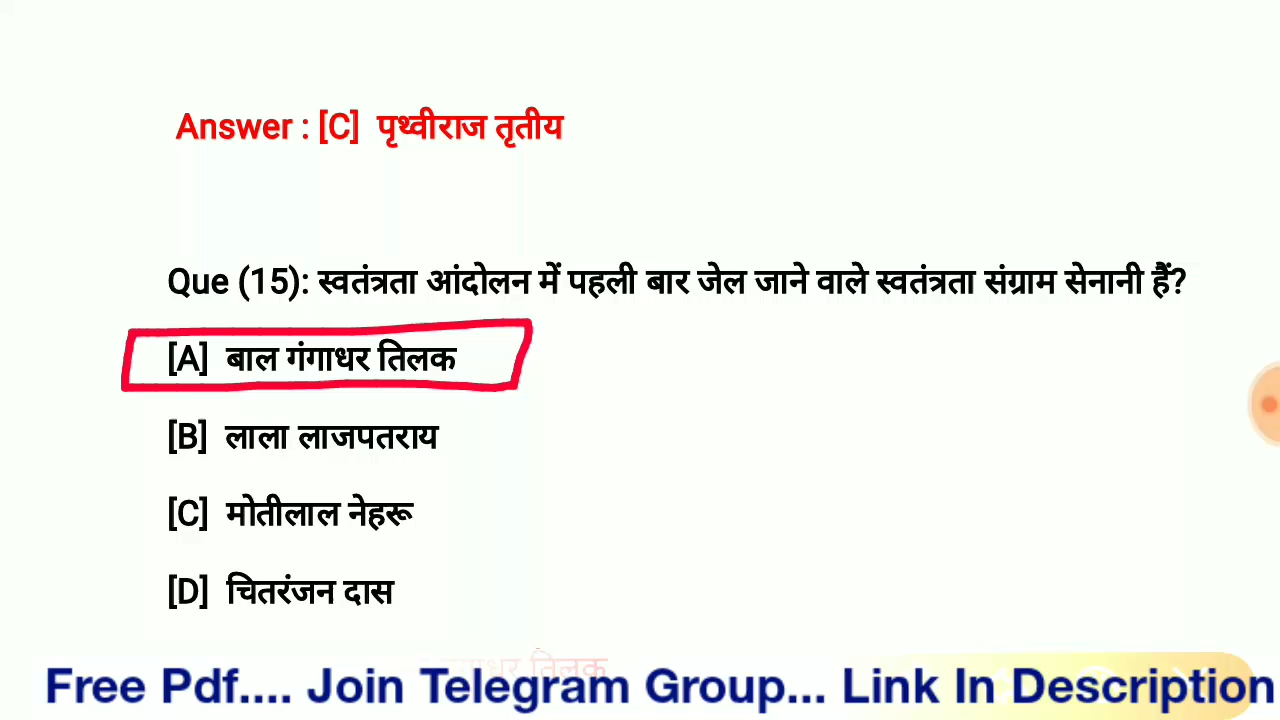 Answer : [C] पृथ्वीराज तृतीय
Que (15): स्वतंत्रता आंदोलन में पहली बार जेल जाने वाले स्वतंत्रता संग्राम सेनानी हैं?
[A] बाल गंगाधर तिलक
[B] लाला लाजपतराय
[C] मोतीलाल नेहरू
[D] चितरंजन दास
तिलक
Free Pdf.... Join Telegram Group... Link In Description